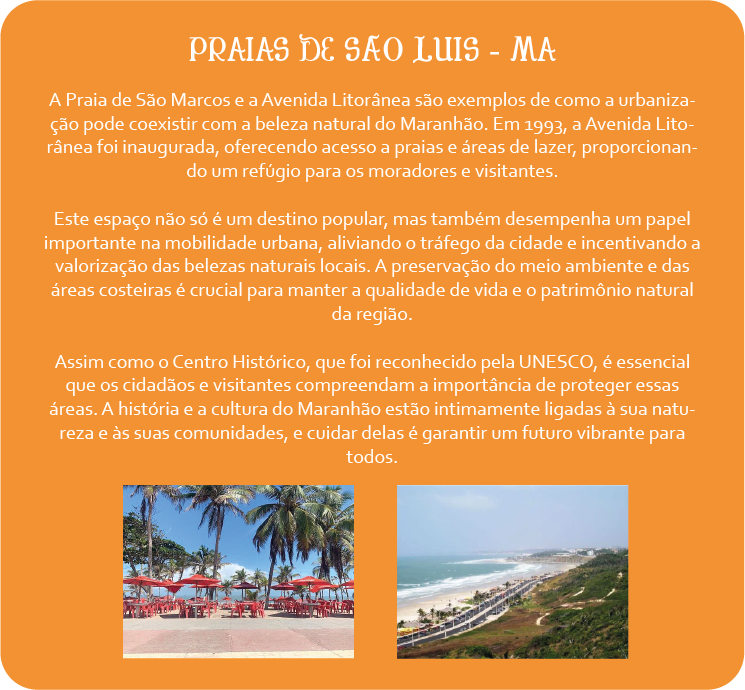 PRAIAS DE SÃO LUIS - MA
A Praia de São Marcos e a Avenida Litorânea são exemplos de como a urbaniza-
ção pode coexistir com a beleza natural do Maranhão. Em 1993, a Avenida Lito-
rânea foi inaugurada, oferecendo acesso a praias e áreas de lazer, proporcionan-
do um refúgio para os moradores e visitantes.
Este espaço não só é um destino popular, mas também desempenha um papel
importante na mobilidade urbana, aliviando o tráfego da cidade e incentivando a
valorização das belezas naturais locais. A preservação do meio ambiente e das
áreas costeiras é crucial para manter a qualidade de vida e o patrimônio natural
da região.
Assim como o Centro Histórico, que foi reconhecido pela UNESCO, é essencial
que os cidadãos e visitantes compreendam a importância de proteger essas
áreas. A história e a cultura do Maranhão estão intimamente ligadas à sua natu-
reza e às suas comunidades, e cuidar delas é garantir um futuro vibrante para
todos.